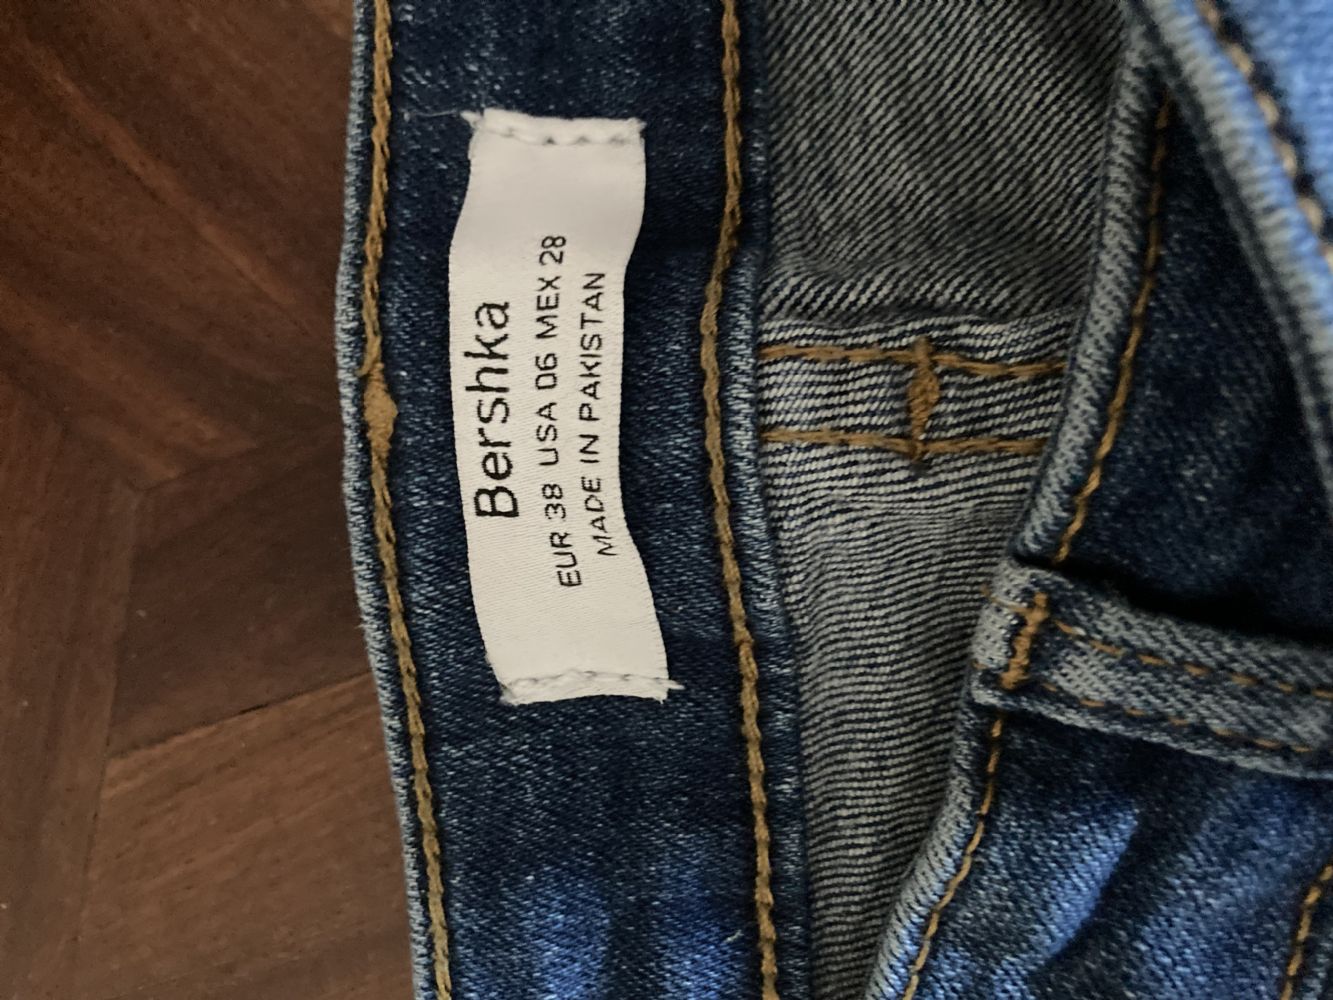 Bershka
EUR 38 USA 06 MEX 28
MADE IN PAKISTAN